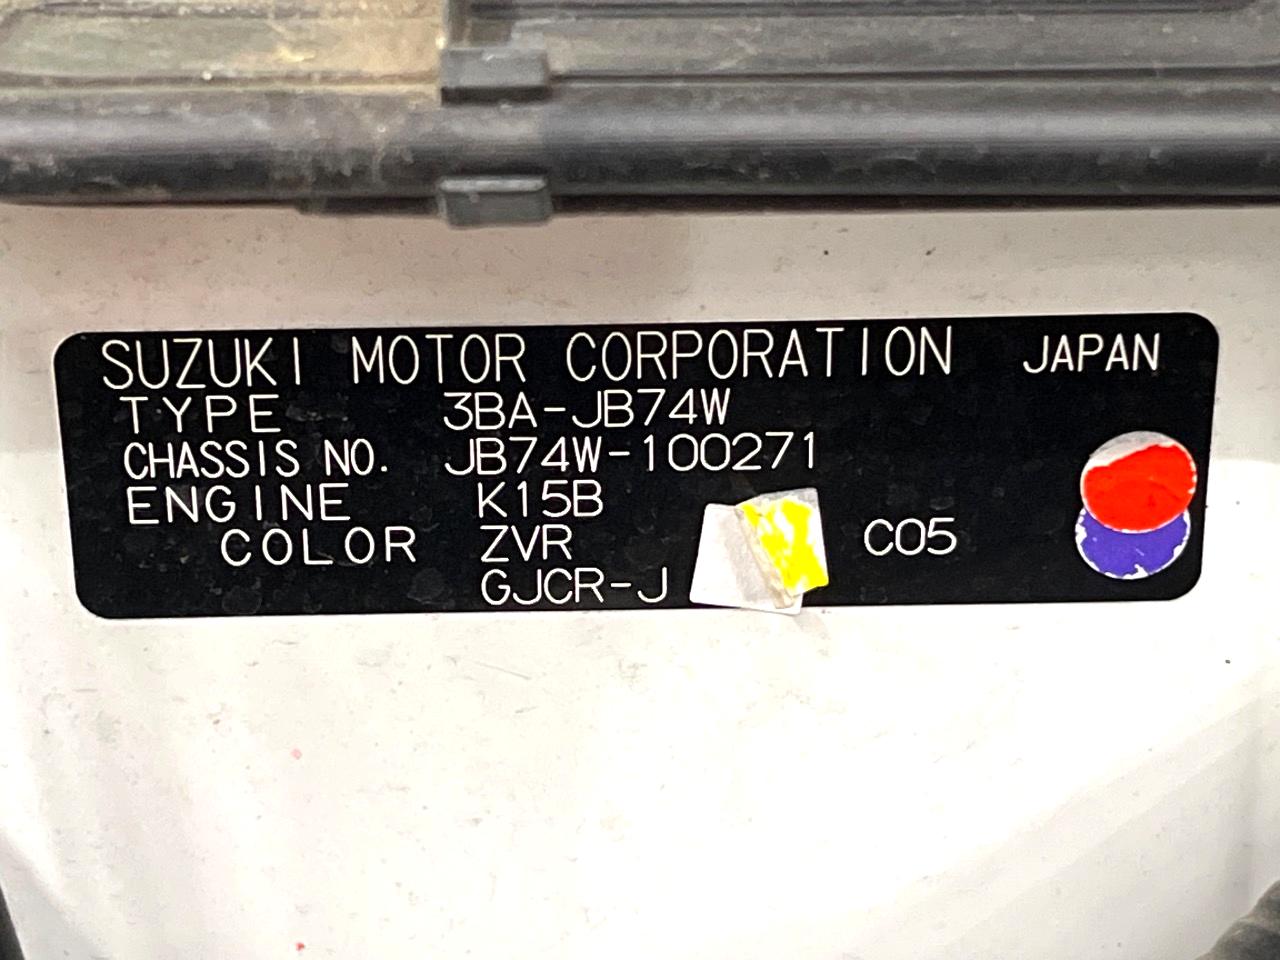 SUZUKI MOTOR CORPORATION JAPAN
TYPE 3BA-JB74W
CHASSIS NO. JB74W-100271
ENGINE K15B
COLOR ZVR C05
GJCR-J